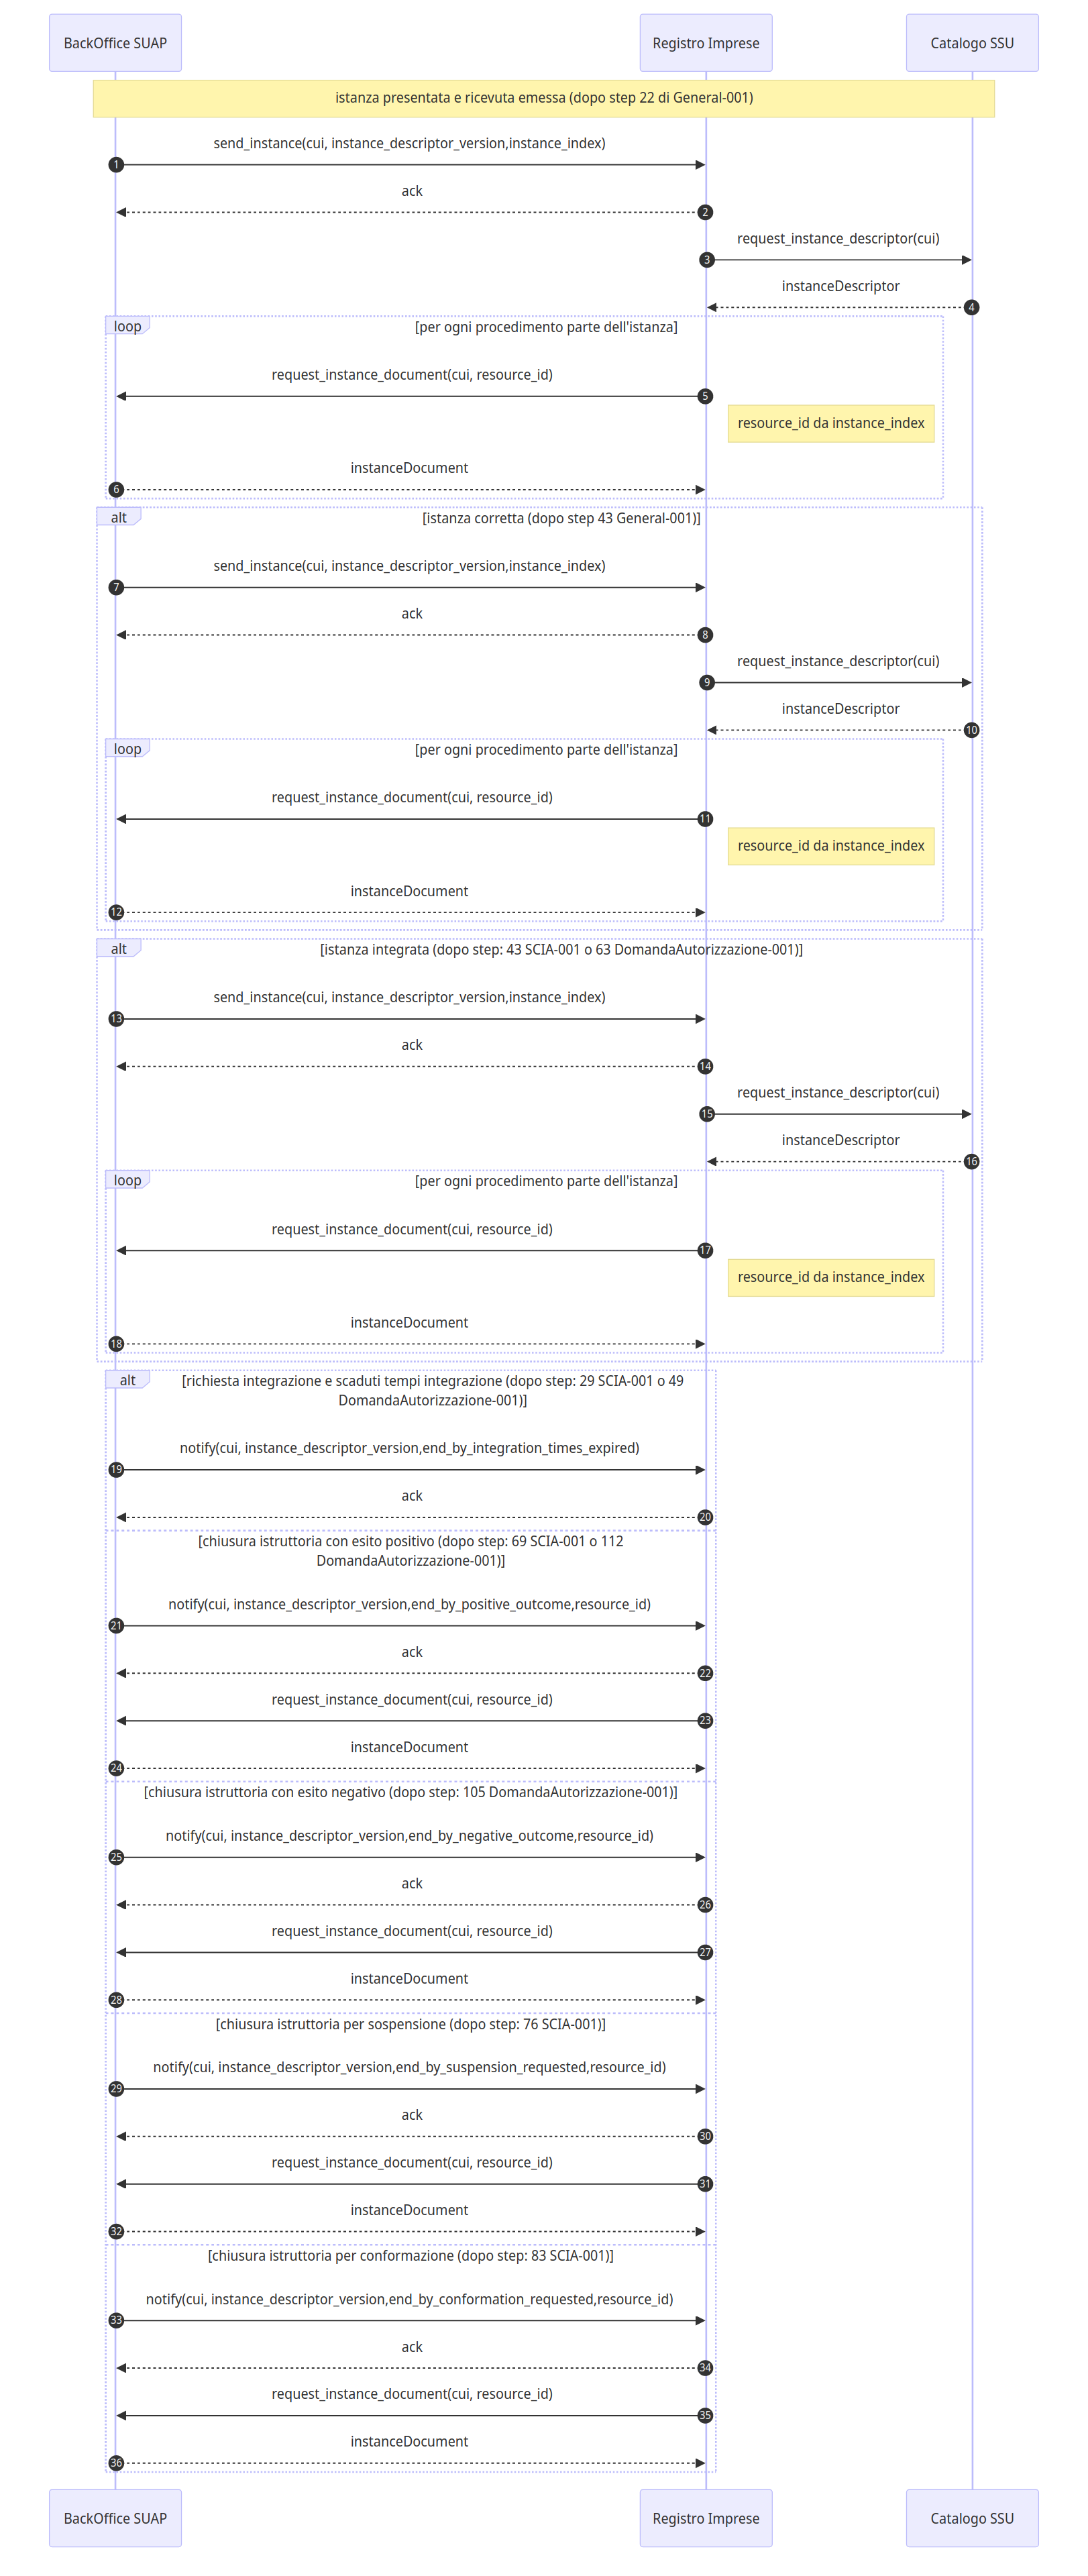 BackOffice SUAP
Registro Imprese
Catalogo SSU
istanza presentata e ricevuta emessa (dopo step 22 di General-001)
send_instance(cui, instance_descriptor_version,instance_index)
1
ack
2
request_instance_descriptor(cui)
3
instanceDescriptor
4
loop
[per ogni procedimento parte dell'istanza]
request_instance_document(cui, resource_id)
5
resource_id da instance_index
instanceDocument
6
alt
[istanza corretta (dopo step 43 General-001)]
send_instance(cui, instance_descriptor_version,instance_index)
7
ack
8
request_instance_descriptor(cui)
9
instanceDescriptor
10
loop
[per ogni procedimento parte dell'istanza]
request_instance_document(cui, resource_id)
11
resource_id da instance_index
instanceDocument
12
alt
[istanza integrata (dopo step: 43 SCIA-001 o 63 DomandaAutorizzazione-001)]
send_instance(cui, instance_descriptor_version,instance_index)
13
ack
14
request_instance_descriptor(cui)
15
instanceDescriptor
16
loop
[per ogni procedimento parte dell'istanza]
request_instance_document(cui, resource_id)
17
resource_id da instance_index
instanceDocument
18
alt
[richiesta integrazione e scaduti tempi integrazione (dopo step: 29 SCIA-001 o 49
DomandaAutorizzazione-001)]
notify(cui, instance_descriptor_version,end_by_integration_times_expired)
19
ack
20
[chiusura istruttoria con esito positivo (dopo step: 69 SCIA-001 o 112
DomandaAutorizzazione-001)]
notify(cui, instance_descriptor_version,end_by_positive_outcome,resource_id)
21
ack
22
request_instance_document(cui, resource_id)
23
instanceDocument
24
[chiusura istruttoria con esito negativo (dopo step: 105 DomandaAutorizzazione-001)]
notify(cui, instance_descriptor_version,end_by_negative_outcome,resource_id)
25
ack
26
request_instance_document(cui, resource_id)
27
instanceDocument
28
[chiusura istruttoria per sospensione (dopo step: 76 SCIA-001)]
notify(cui, instance_descriptor_version,end_by_suspension_requested,resource_id)
29
ack
30
request_instance_document(cui, resource_id)
31
instanceDocument
32
[chiusura istruttoria per conformazione (dopo step: 83 SCIA-001)]
notify(cui, instance_descriptor_version,end_by_conformation_requested,resource_id)
33
ack
34
request_instance_document(cui, resource_id)
35
instanceDocument
36
BackOffice SUAP
Registro Imprese
Catalogo SSU